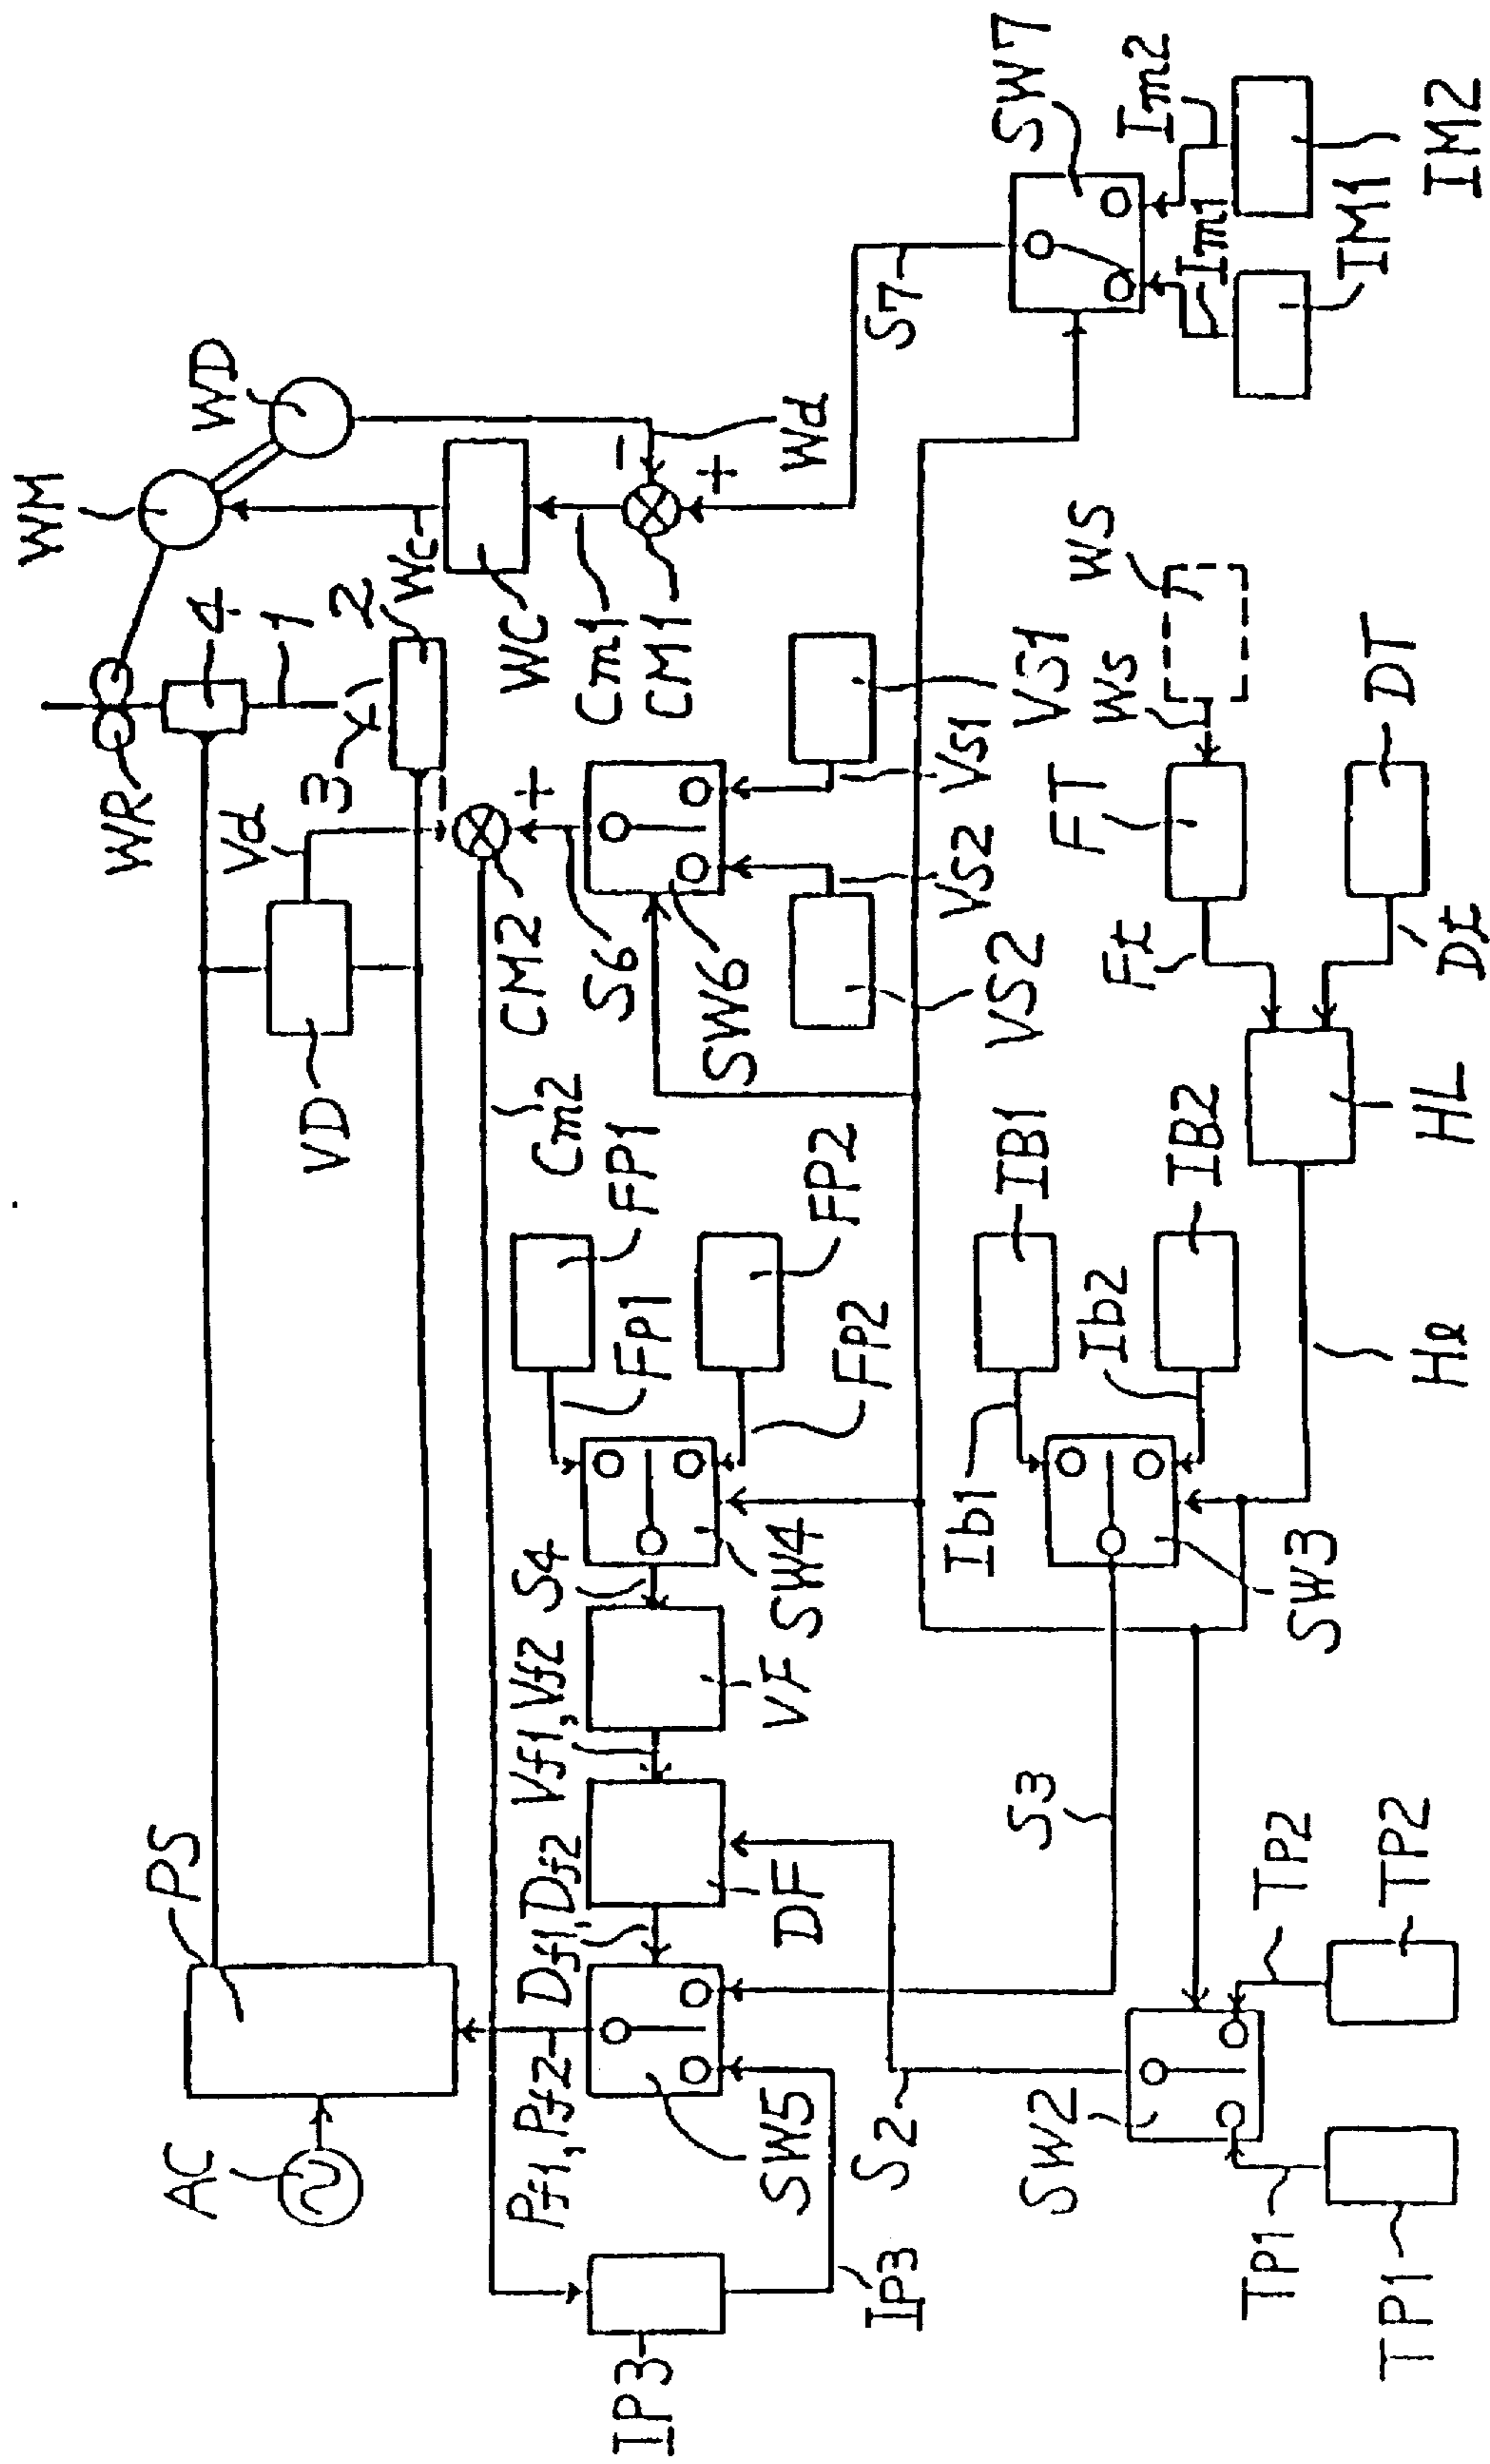 AC
PS
VD
Vd
WR
3
4
1
2
WM
WD
Wc
WC
Cm1
CM1
Wd
−
+
−
+
CM2
Cm2
IP3
IP3
Pf1, Pf2
Df1, Df2
Vf1, Vf2
S4
SW5
DF
VF
SW4
FP1
FP1
FP2
FP2
S6
SW6
VS2
Vs2
Vs1
VS1
S7
SW7
Im1
Im2
IM1
IM2
S2
S3
SW2
TP1
TP1
TP2
TP2
SW3
Ib1
IB1
Ib2
IB2
Hl
HL
Ft
FT
Dt
DT
Ws
WS